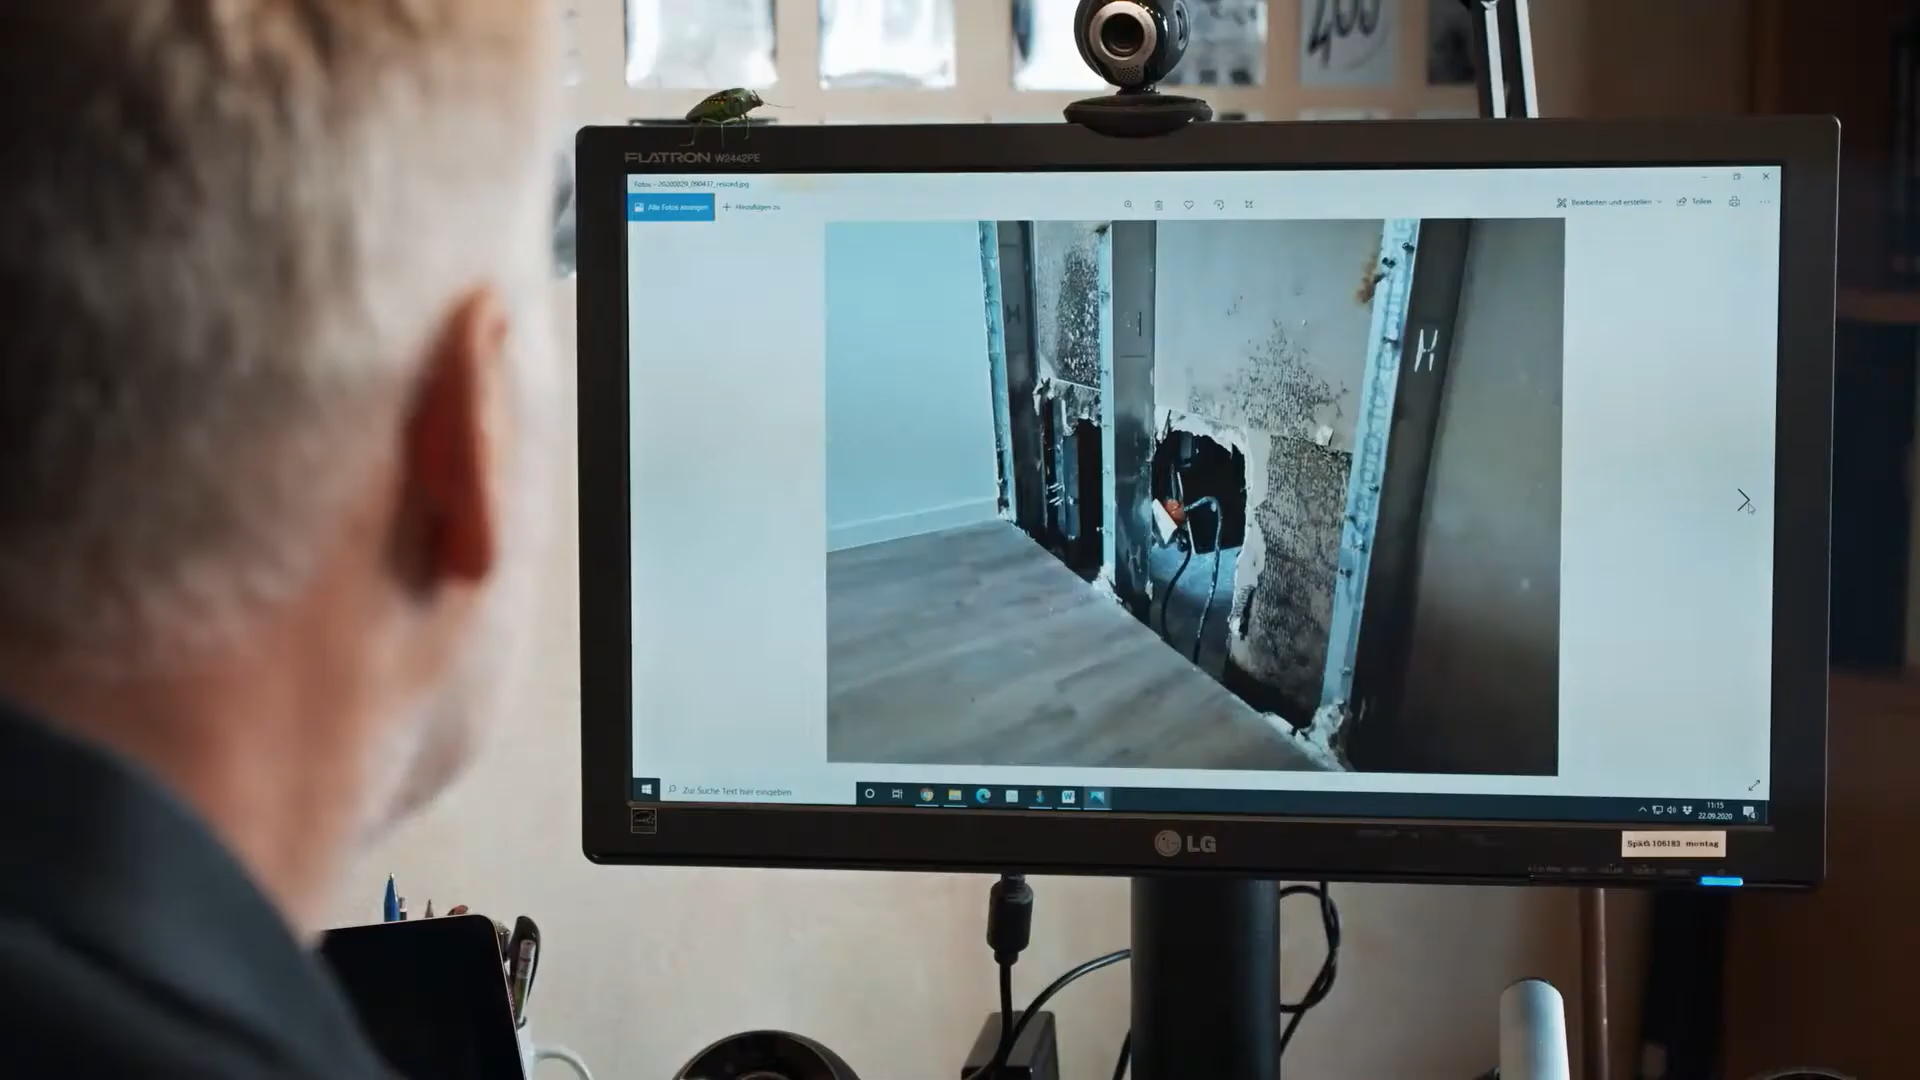 FLATRON W2442PE
Alle Fotos anzeigen
Hinzufügen zu
Bearbeiten und erstellen
Teilen
H
H
Zur Suche Text hier eingeben
11:15
22.09.2020
LG
106183 montag